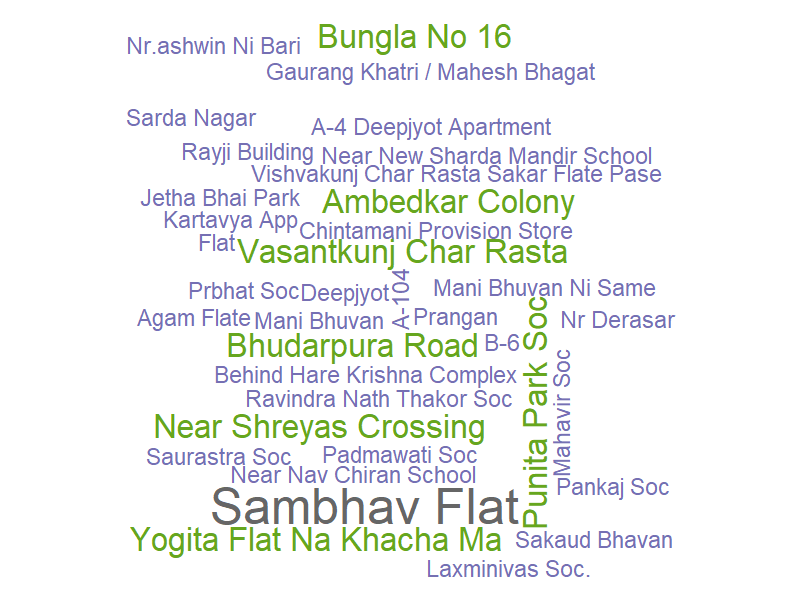 Bungla No 16
Nr.ashwin Ni Bari
Gaurang Khatri / Mahesh Bhagat
Sarda Nagar
A-4 Deepjyot Apartment
Rayji Building
Near New Sharda Mandir School
Vishvakunj Char Rasta Sakar Flate Pase
Jetha Bhai Park
Ambedkar Colony
Kartavya App
Chintamani Provision Store
Flat
Vasantkunj Char Rasta
Prbhat Soc
Deepjyot
A-104
Mani Bhuvan Ni Same
Agam Flate
Mani Bhuvan
Prangan
Punita Park Soc
Nr Derasar
Bhudarpura Road
B-6
Behind Hare Krishna Complex
Mahavir Soc
Ravindra Nath Thakor Soc
Near Shreyas Crossing
Saurastra Soc
Padmawati Soc
Near Nav Chiran School
Pankaj Soc
Sambhav Flat
Yogita Flat Na Khacha Ma
Sakaud Bhavan
Laxminivas Soc.